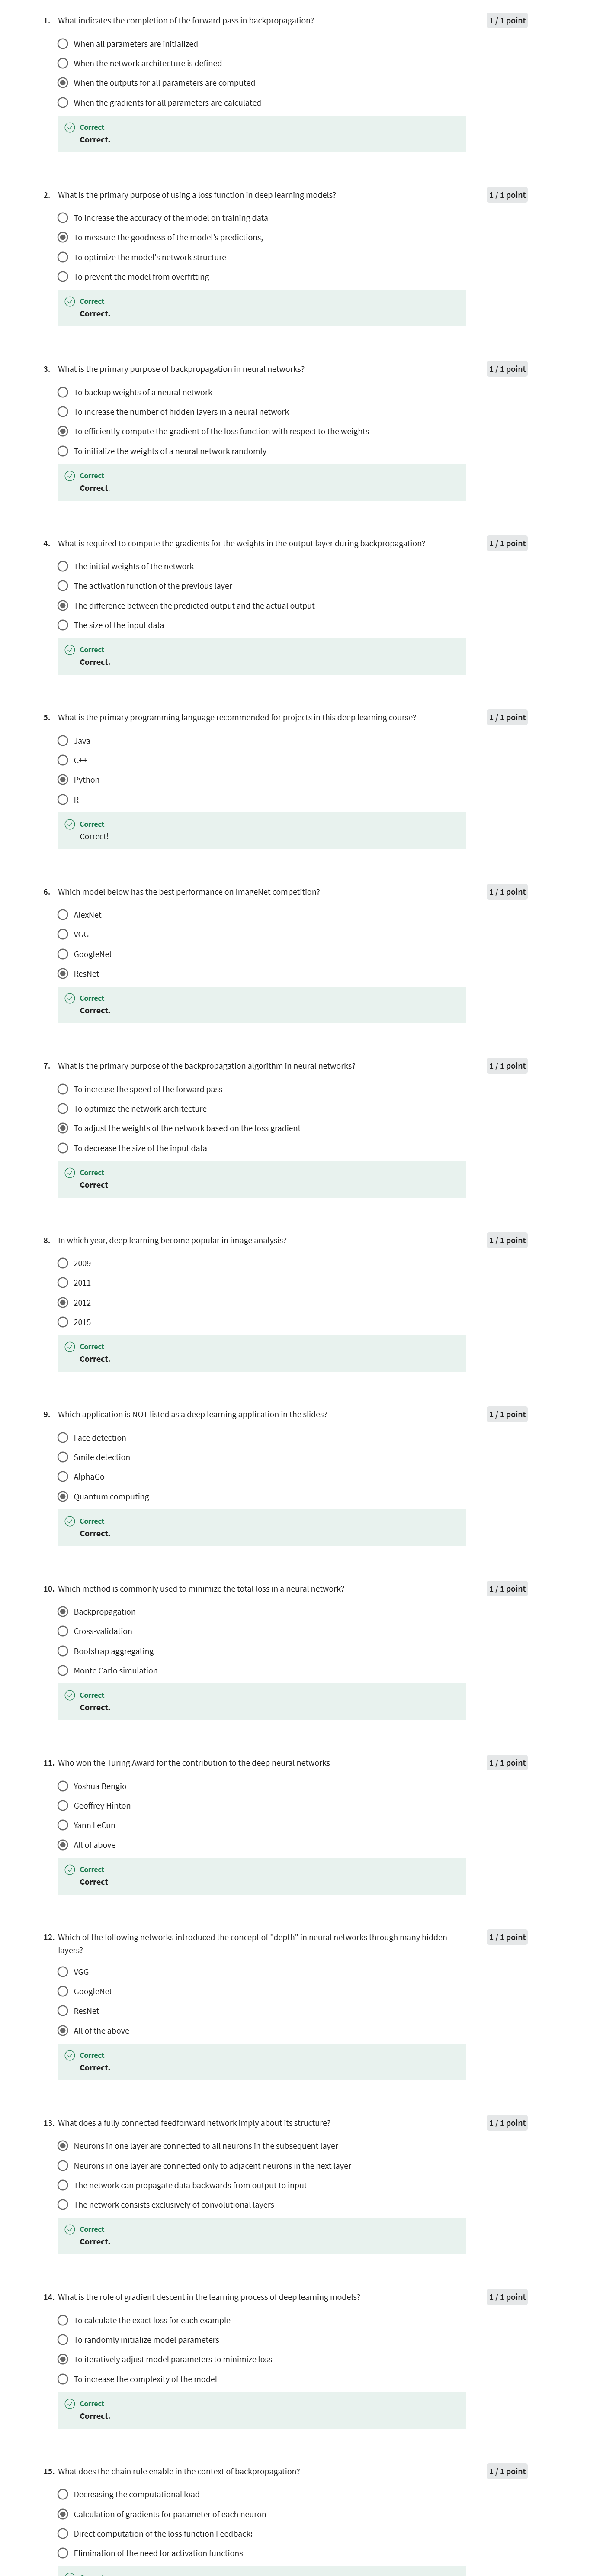 1. What indicates the completion of the forward pass in backpropagation? 1 / 1 point
When all parameters are initialized
When the network architecture is defined
When the outputs for all parameters are computed
When the gradients for all parameters are calculated
Correct
Correct.
2. What is the primary purpose of using a loss function in deep learning models? 1 / 1 point
To increase the accuracy of the model on training data
To measure the goodness of the model's predictions,
To optimize the model's network structure
To prevent the model from overfitting
Correct
Correct.
3. What is the primary purpose of backpropagation in neural networks? 1 / 1 point
To backup weights of a neural network
To increase the number of hidden layers in a neural network
To efficiently compute the gradient of the loss function with respect to the weights
To initialize the weights of a neural network randomly
Correct
Correct.
4. What is required to compute the gradients for the weights in the output layer during backpropagation? 1 / 1 point
The initial weights of the network
The activation function of the previous layer
The difference between the predicted output and the actual output
The size of the input data
Correct
Correct.
5. What is the primary programming language recommended for projects in this deep learning course? 1 / 1 point
Java
C++
Python
R
Correct
Correct!
6. Which model below has the best performance on ImageNet competition? 1 / 1 point
AlexNet
VGG
GoogleNet
ResNet
Correct
Correct.
7. What is the primary purpose of the backpropagation algorithm in neural networks? 1 / 1 point
To increase the speed of the forward pass
To optimize the network architecture
To adjust the weights of the network based on the loss gradient
To decrease the size of the input data
Correct
Correct
8. In which year, deep learning become popular in image analysis? 1 / 1 point
2009
2011
2012
2015
Correct
Correct.
9. Which application is NOT listed as a deep learning application in the slides? 1 / 1 point
Face detection
Smile detection
AlphaGo
Quantum computing
Correct
Correct.
10. Which method is commonly used to minimize the total loss in a neural network? 1 / 1 point
Backpropagation
Cross-validation
Bootstrap aggregating
Monte Carlo simulation
Correct
Correct.
11. Who won the Turing Award for the contribution to the deep neural networks 1 / 1 point
Yoshua Bengio
Geoffrey Hinton
Yann LeCun
All of above
Correct
Correct
12. Which of the following networks introduced the concept of "depth" in neural networks through many hidden 1 / 1 point
layers?
VGG
GoogleNet
ResNet
All of the above
Correct
Correct.
13. What does a fully connected feedforward network imply about its structure? 1 / 1 point
Neurons in one layer are connected to all neurons in the subsequent layer
Neurons in one layer are connected only to adjacent neurons in the next layer
The network can propagate data backwards from output to input
The network consists exclusively of convolutional layers
Correct
Correct.
14. What is the role of gradient descent in the learning process of deep learning models? 1 / 1 point
To calculate the exact loss for each example
To randomly initialize model parameters
To iteratively adjust model parameters to minimize loss
To increase the complexity of the model
Correct
Correct.
15. What does the chain rule enable in the context of backpropagation? 1 / 1 point
Decreasing the computational load
Calculation of gradients for parameter of each neuron
Direct computation of the loss function Feedback:
Elimination of the need for activation functions